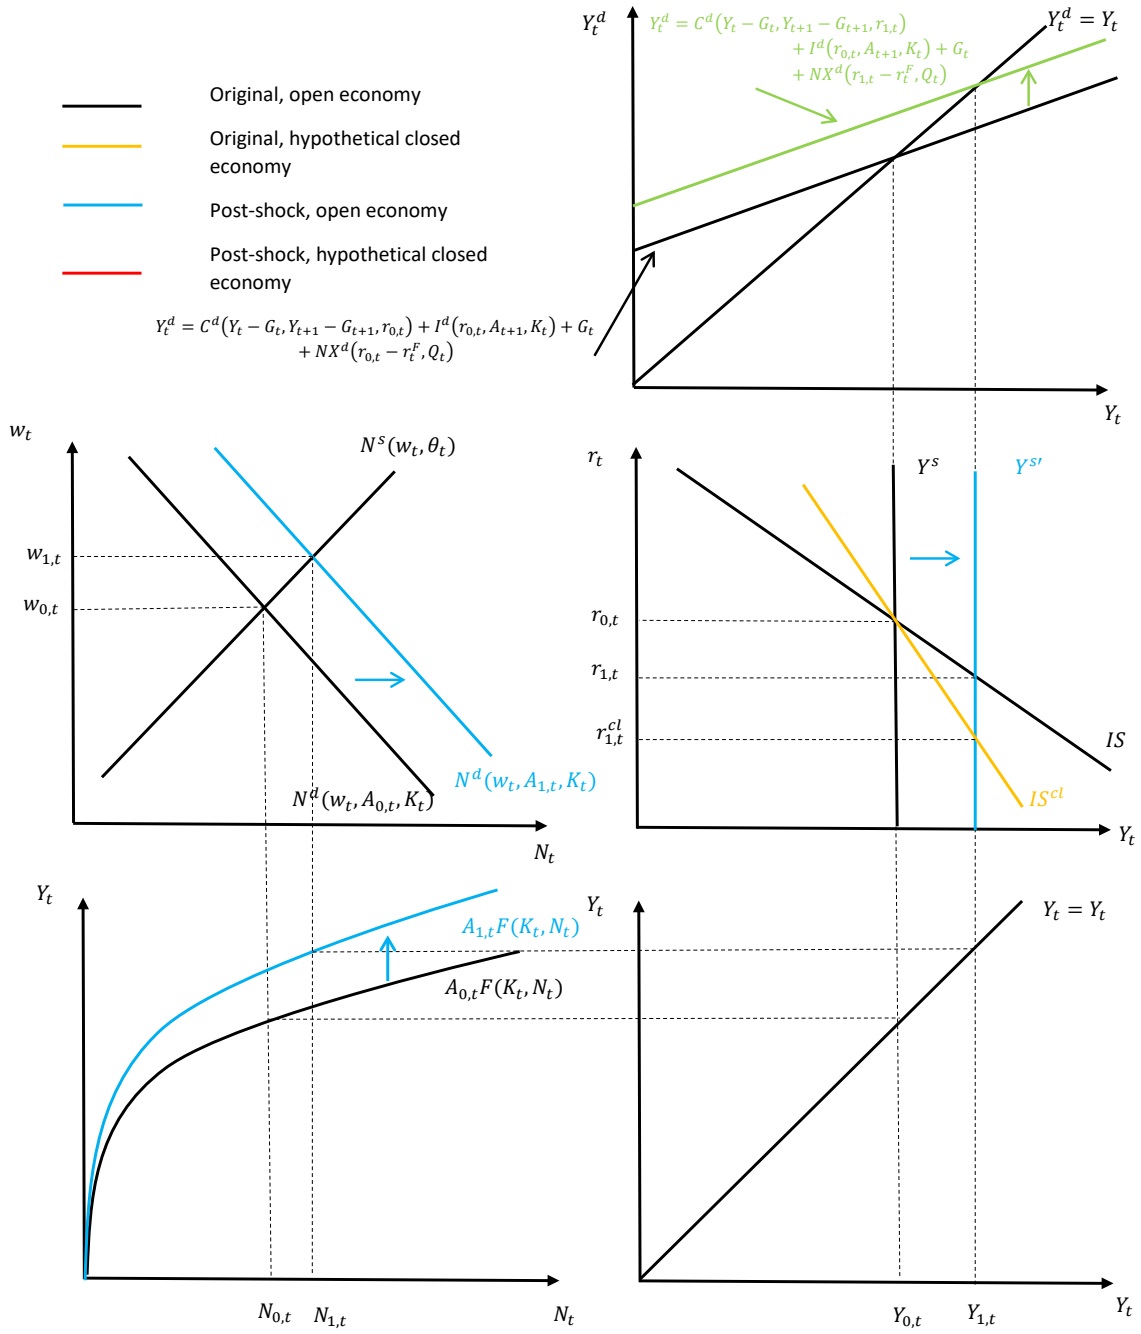 Original, open economy
Original, hypothetical closed
economy
Post-shock, open economy
Post-shock, hypothetical closed
economy
Y_t^d
Y_t^d = C^d(Y_t − G_t, Y_{t+1} − G_{t+1}, r_{1,t})
+ I^d(r_{0,t}, A_{t+1}, K_t) + G_t
+ NX^d(r_{1,t} − r_t^F, Q_t)
Y_t^d = Y_t
Y_t^d = C^d(Y_t − G_t, Y_{t+1} − G_{t+1}, r_{0,t}) + I^d(r_{0,t}, A_{t+1}, K_t) + G_t
+ NX^d(r_{0,t} − r_t^F, Q_t)
Y_t
w_t
N^s(w_t, θ_t)
w_{1,t}
w_{0,t}
N^d(w_t, A_{1,t}, K_t)
N^d(w_t, A_{0,t}, K_t)
N_t
r_t
Y^s
Y^{s′}
r_{0,t}
r_{1,t}
r_{1,t}^{cl}
IS
IS^{cl}
Y_t
Y_t
A_{1,t}F(K_t, N_t)
A_{0,t}F(K_t, N_t)
N_{0,t}
N_{1,t}
N_t
Y_t
Y_t = Y_t
Y_{0,t}
Y_{1,t}
Y_t